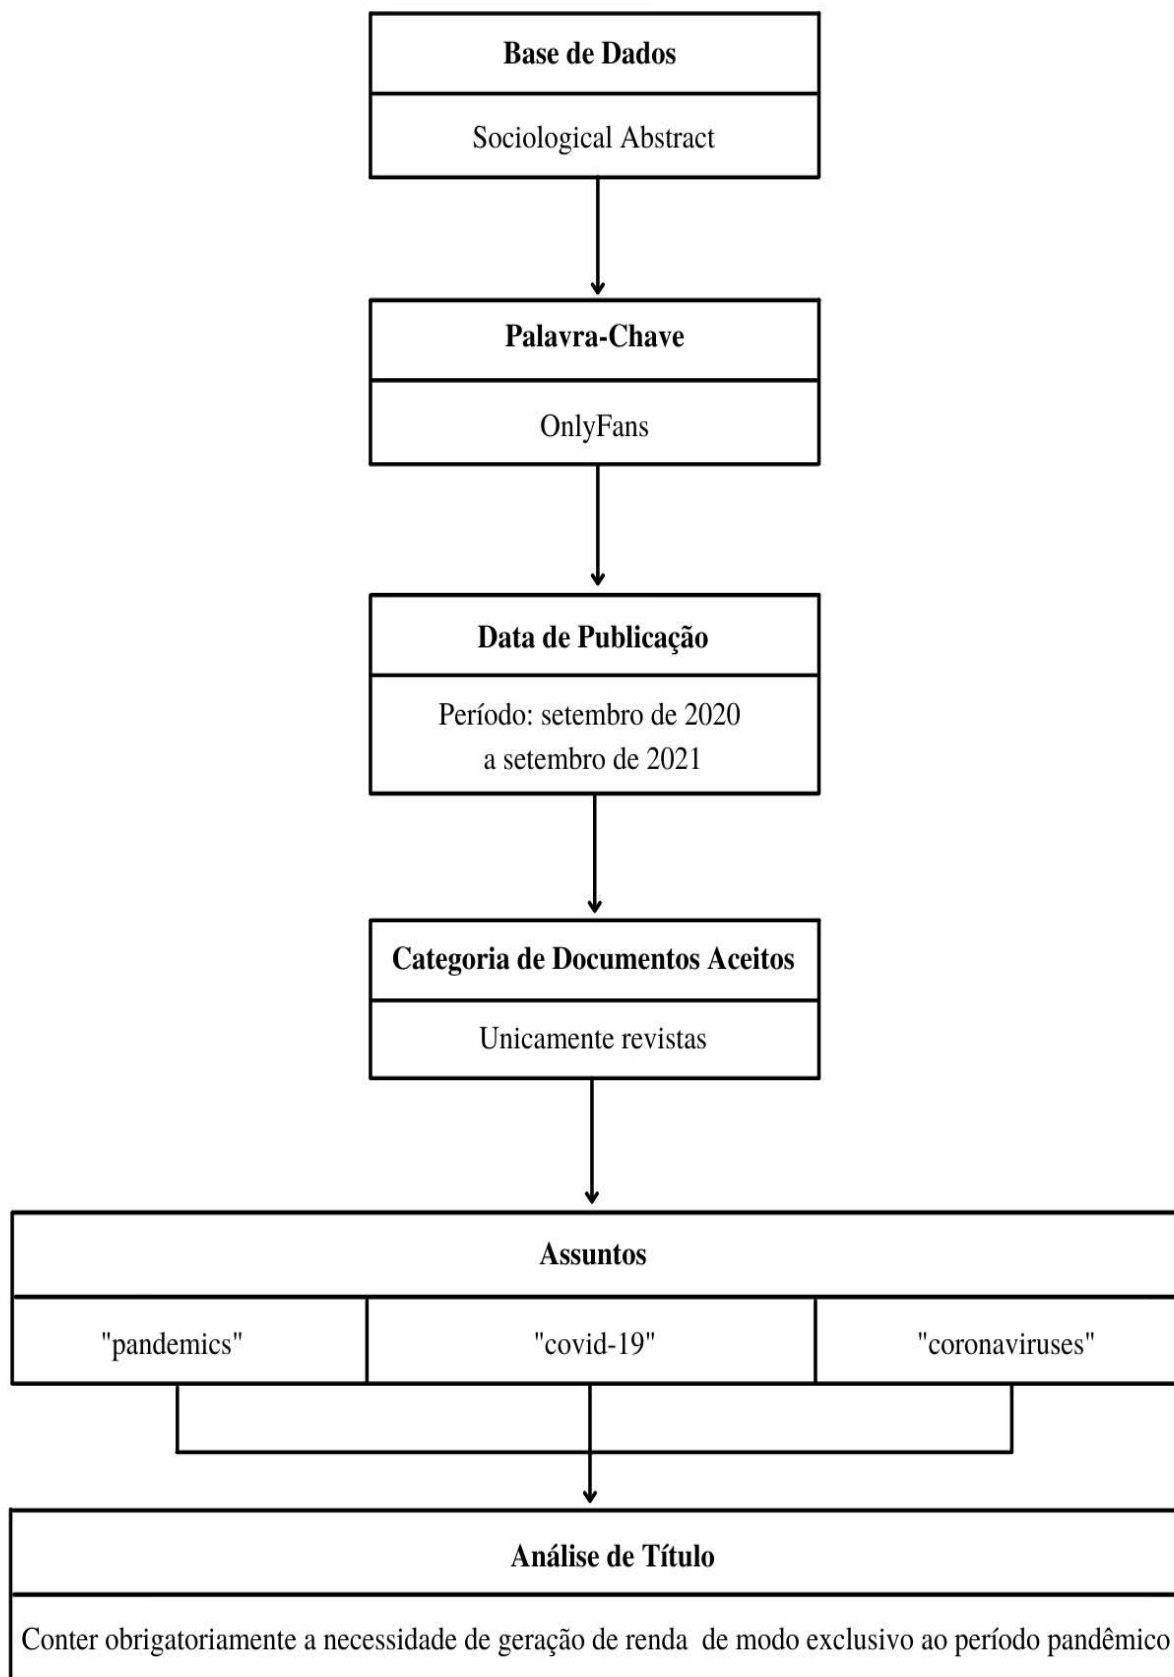 Base de Dados
Sociological Abstract
Palavra-Chave
OnlyFans
Data de Publicação
Período: setembro de 2020
a setembro de 2021
Categoria de Documentos Aceitos
Unicamente revistas
Assuntos
"pandemics"
"covid-19"
"coronaviruses"
Análise de Título
Conter obrigatoriamente a necessidade de geração de renda de modo exclusivo ao período pandêmico